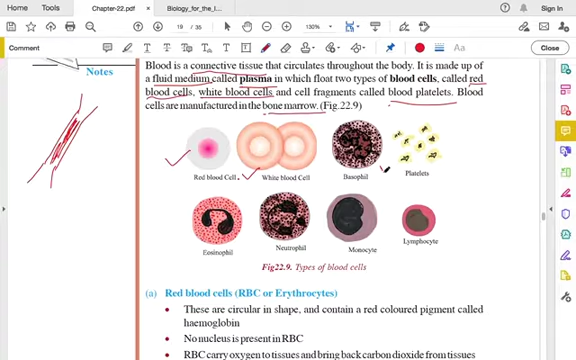 Chapter-22.pdf
Biology for the_I...
Sign In
19 / 35
130%
Comment
Close
Notes
Blood is a connective tissue that circulates throughout the body. It is made up of
a fluid medium called plasma in which float two types of blood cells, called red
blood cells, white blood cells and cell fragments called blood platelets. Blood
cells are manufactured in the bone marrow. (Fig.22.9)
Red blood Cell
White blood Cell
Basophil
Platelets
Eosinophil
Neutrophil
Monocyte
Lymphocyte
Fig22.9. Types of blood cells
(a) Red blood cells (RBC or Erythrocytes)
• These are circular in shape, and contain a red coloured pigment called
haemoglobin
• No nucleus is present in RBC
• RBC carry oxygen to tissues and bring back carbon dioxide from tissues